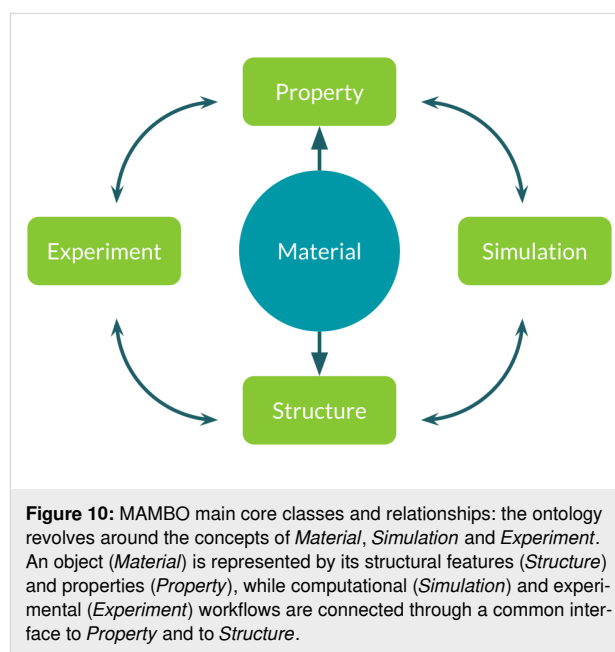 Property
Experiment
Material
Simulation
Structure
Figure 10: MAMBO main core classes and relationships: the ontology
revolves around the concepts of Material, Simulation and Experiment.
An object (Material) is represented by its structural features (Structure)
and properties (Property), while computational (Simulation) and experi-
mental (Experiment) workflows are connected through a common inter-
face to Property and to Structure.